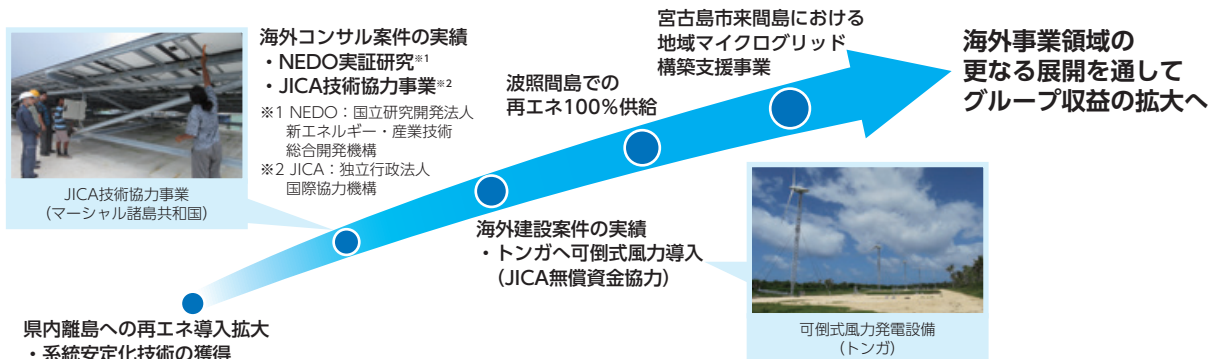 海外コンサル案件の実績
・NEDO実証研究※1
・JICA技術協力事業※2
※1 NEDO：国立研究開発法人
新エネルギー・産業技術
総合開発機構
※2 JICA：独立行政法人
国際協力機構
JICA技術協力事業
（マーシャル諸島共和国）
県内離島への再エネ導入拡大
・系統安定化技術の獲得
海外建設案件の実績
・トンガへ可倒式風力導入
（JICA無償資金協力）
波照間島での
再エネ100％供給
宮古島市来間島における
地域マイクログリッド
構築支援事業
可倒式風力発電設備
（トンガ）
海外事業領域の
更なる展開を通して
グループ収益の拡大へ